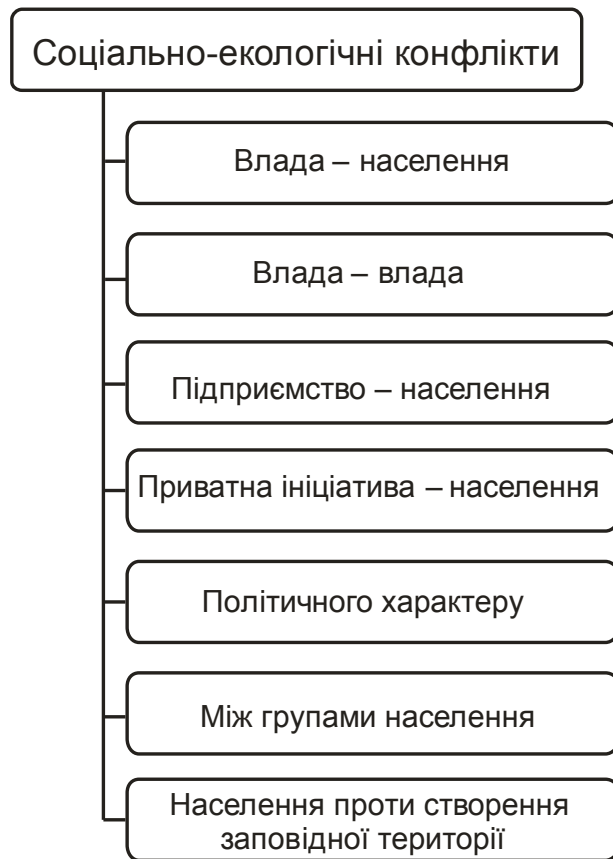 Соціально-екологічні конфлікти
Влада – населення
Влада – влада
Підприємство – населення
Приватна ініціатива – населення
Політичного характеру
Між групами населення
Населення проти створення
заповідної території